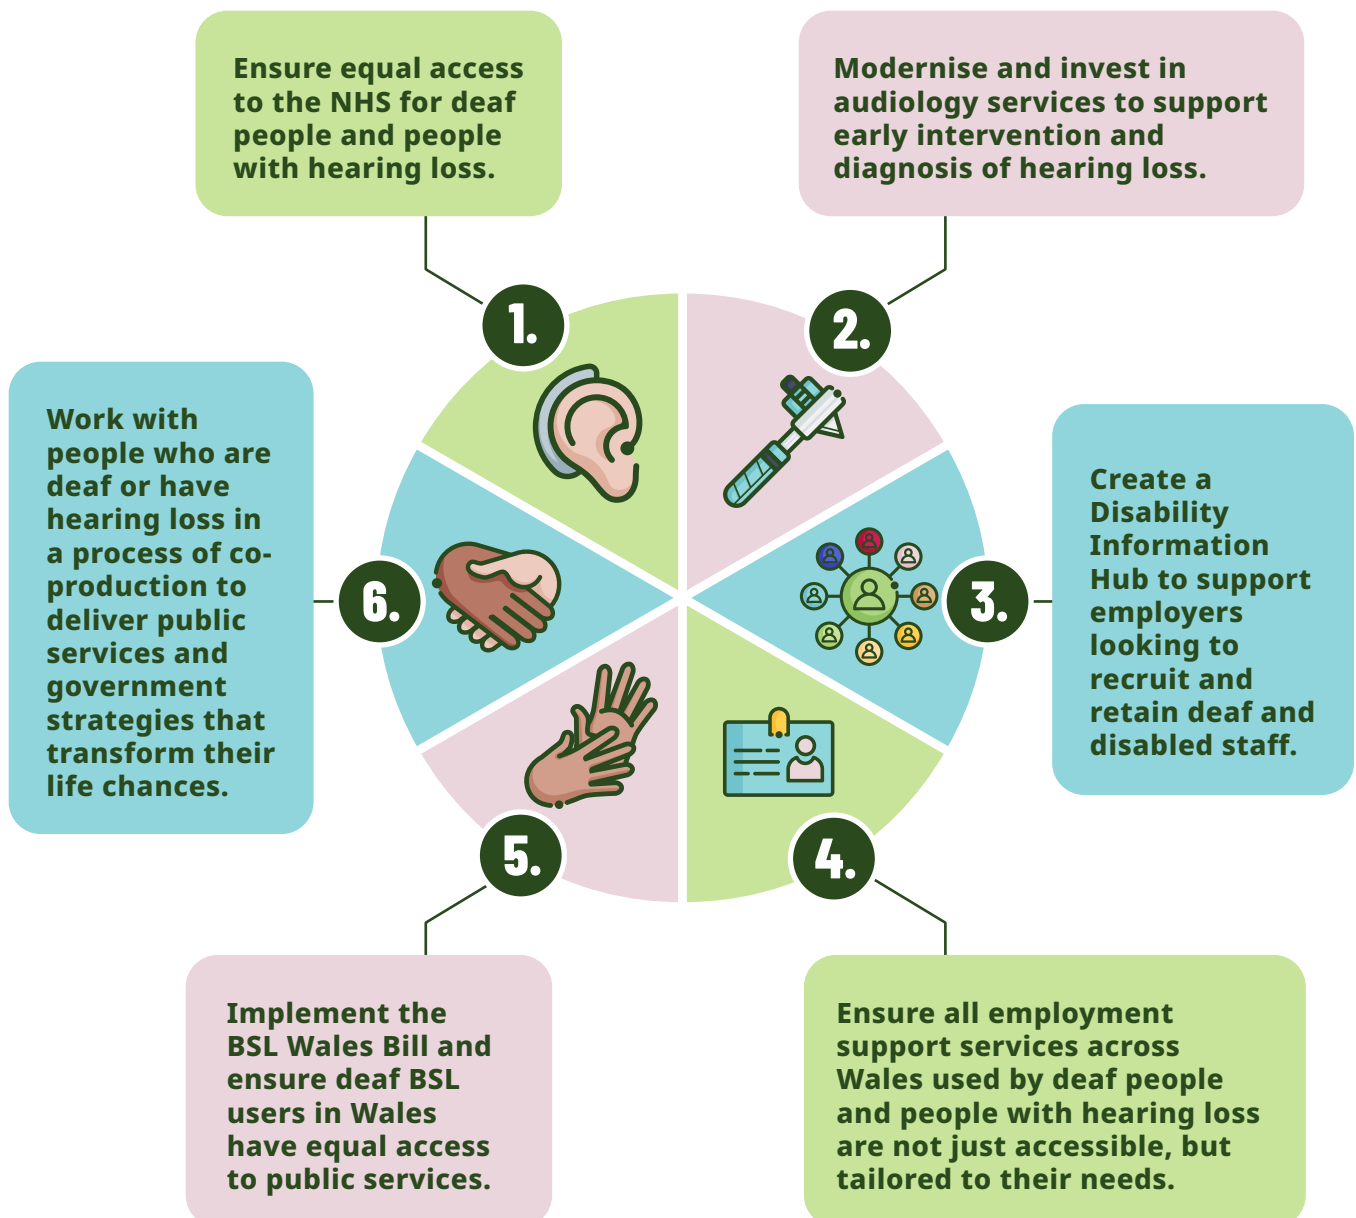 Ensure equal access
to the NHS for deaf
people and people
with hearing loss.
Modernise and invest in
audiology services to support
early intervention and
diagnosis of hearing loss.
1.
2.
Work with
people who are
deaf or have
hearing loss in
a process of co-
production to
deliver public
services and
government
strategies that
transform their
life chances.
6.
3.
Create a
Disability
Information
Hub to support
employers
looking to
recruit and
retain deaf and
disabled staff.
5.
4.
Implement the
BSL Wales Bill and
ensure deaf BSL
users in Wales
have equal access
to public services.
Ensure all employment
support services across
Wales used by deaf people
and people with hearing loss
are not just accessible, but
tailored to their needs.